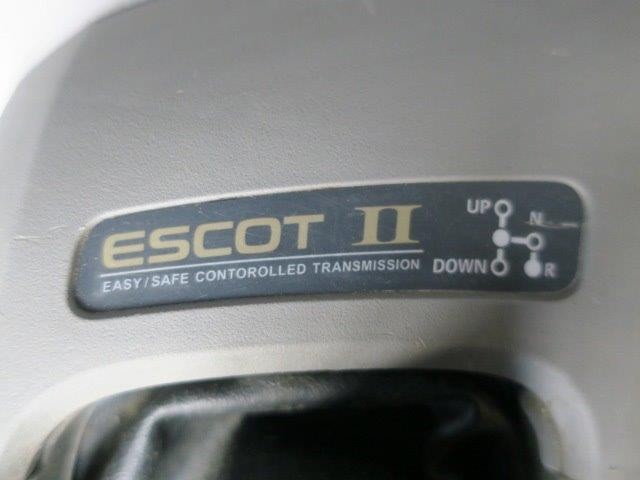 ESCOT II
EASY/SAFE CONTOROLLED TRANSMISSION
UP N
DOWN R